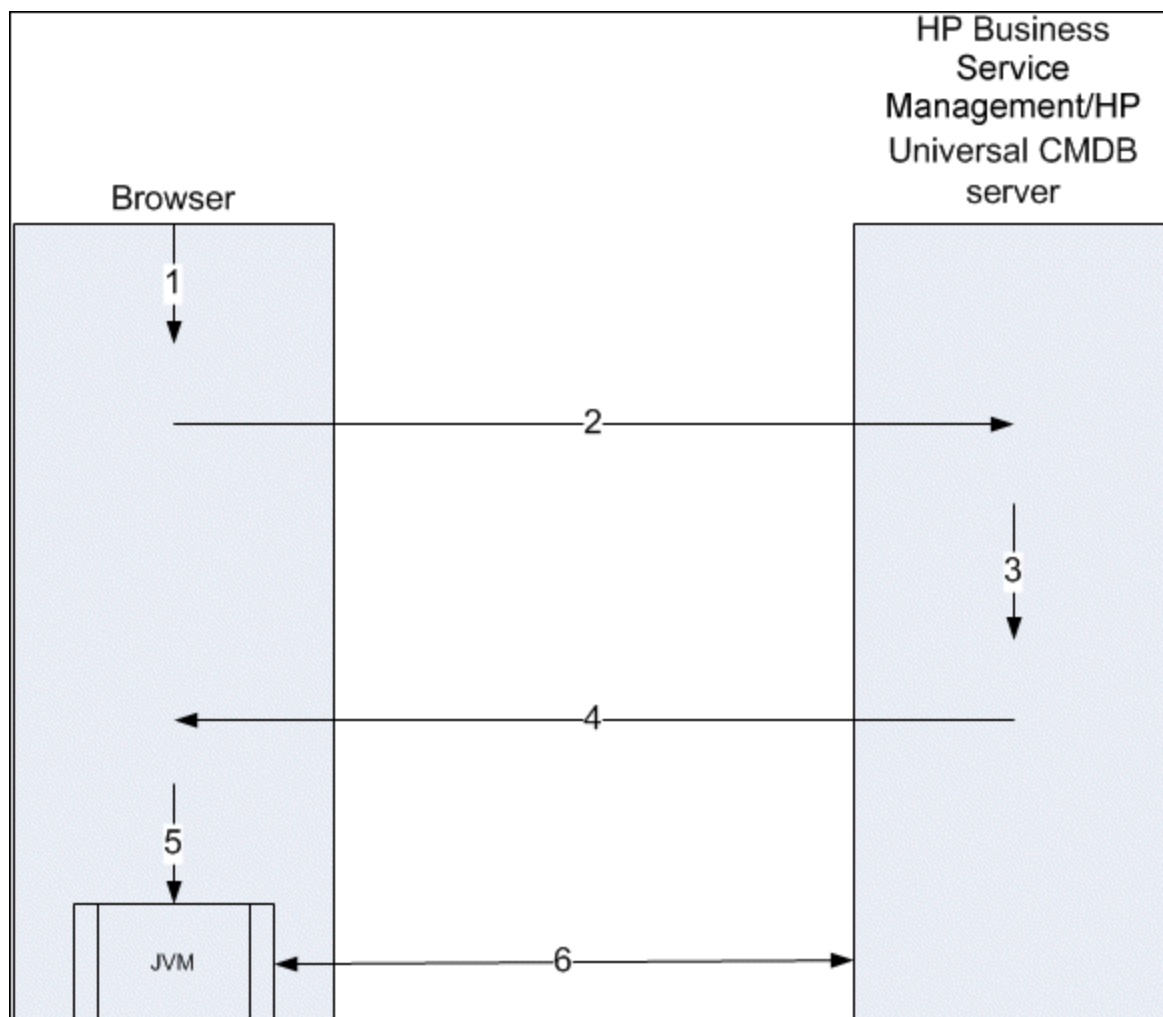 HP Business
Service
Management/HP
Universal CMDB
server
Browser
1
2
3
4
5
JVM
6